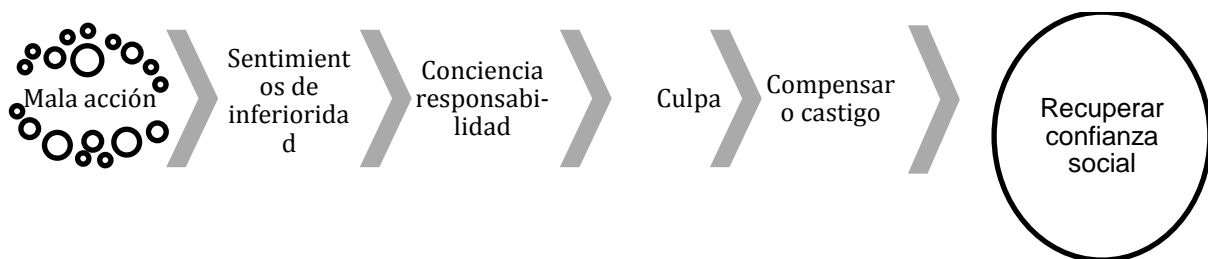 Mala acción
Sentimient
os de
inferiorida
d
Conciencia
responsabi-
lidad
Culpa
Compensar
o castigo
Recuperar
confianza
social